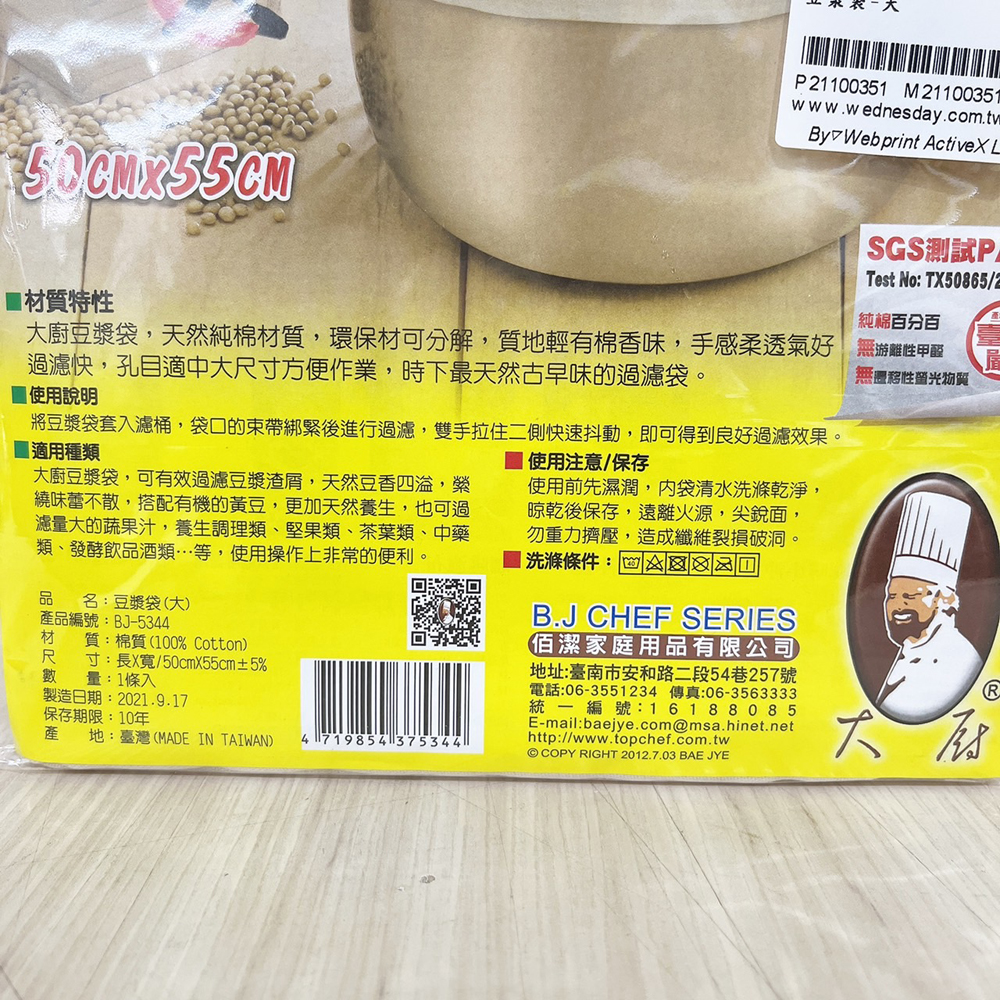 豆漿袋-大
P21100351 M21100351
www.wednesday.com.tw
By▽Webprint ActiveX L
50CMX55CM
SGS測試PA
Test No: TX50865/2
純棉百分百
無游離性甲醛
無遷移性螢光物質
■材質特性
大廚豆漿袋，天然純棉材質，環保材可分解，質地輕有棉香味，手感柔透氣好
過濾快，孔目適中大尺寸方便作業，時下最天然古早味的過濾袋。
■使用說明
將豆漿袋套入濾桶，袋口的束帶綁緊後進行過濾，雙手拉住二側快速抖動，即可得到良好過濾效果。
■適用種類
大廚豆漿袋，可有效過濾豆漿渣屑，天然豆香四溢，縈
繞味蕾不散，搭配有機的黃豆，更加天然養生，也可過
濾量大的蔬果汁，養生調理類、堅果類、茶葉類、中藥
類、發酵飲品酒類…等，使用操作上非常的便利。
■使用注意/保存
使用前先濕潤，內袋清水洗滌乾淨，
晾乾後保存，遠離火源，尖銳面，
勿重力擠壓，造成纖維裂損破洞。
■洗滌條件：
品名：豆漿袋(大)
產品編號：BJ-5344
材質：棉質(100% Cotton)
尺寸：長X寬/50cmX55cm±5%
數量：1條入
製造日期：2021.9.17
保存期限：10年
產地：臺灣(MADE IN TAIWAN)
4 719854 375344
B.J CHEF SERIES
佰潔家庭用品有限公司
地址:臺南市安和路二段54巷257號
電話:06-3551234 傳真:06-3563333
統一編號:16188085
E-mail:baejye.com@msa.hinet.net
http://www.topchef.com.tw
©COPY RIGHT 2012.7.03 BAE JYE
®
大廚